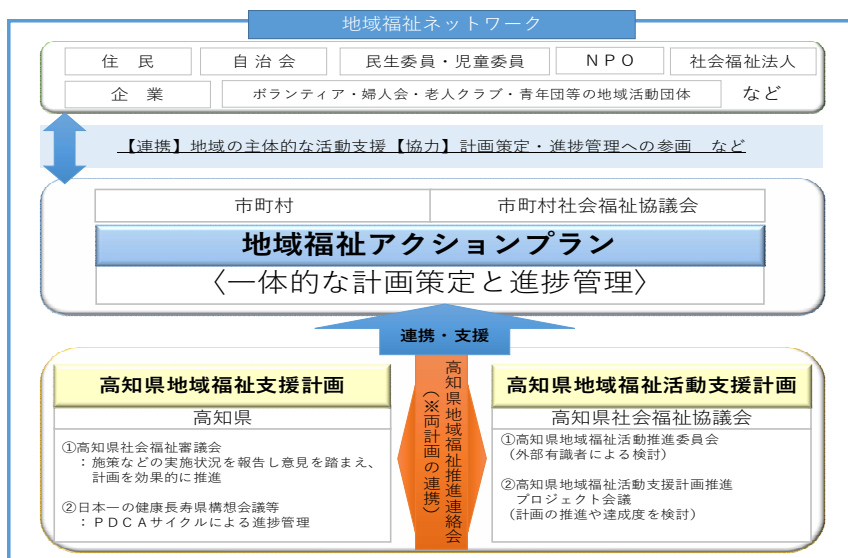 地域福祉ネットワーク
住 民
自 治 会
民生委員・児童委員
ＮＰＯ
社会福祉法人
企 業
ボランティア・婦人会・老人クラブ・青年団等の地域活動団体
など
【連携】地域の主体的な活動支援【協力】計画策定・進捗管理への参画　など
市町村
市町村社会福祉協議会
地域福祉アクションプラン
〈一体的な計画策定と進捗管理〉
連携・支援
高知県地域福祉支援計画
高知県
①高知県社会福祉審議会
：施策などの実施状況を報告し意見を踏まえ、
計画を効果的に推進
②日本一の健康長寿県構想会議等
：ＰＤＣＡサイクルによる進捗管理
高知県地域福祉推進連絡会
（※両計画の連携）
高知県地域福祉活動支援計画
高知県社会福祉協議会
①高知県地域福祉活動推進委員会
（外部有識者による検討）
②高知県地域福祉活動支援計画推進
プロジェクト会議
（計画の推進や達成度を検討）